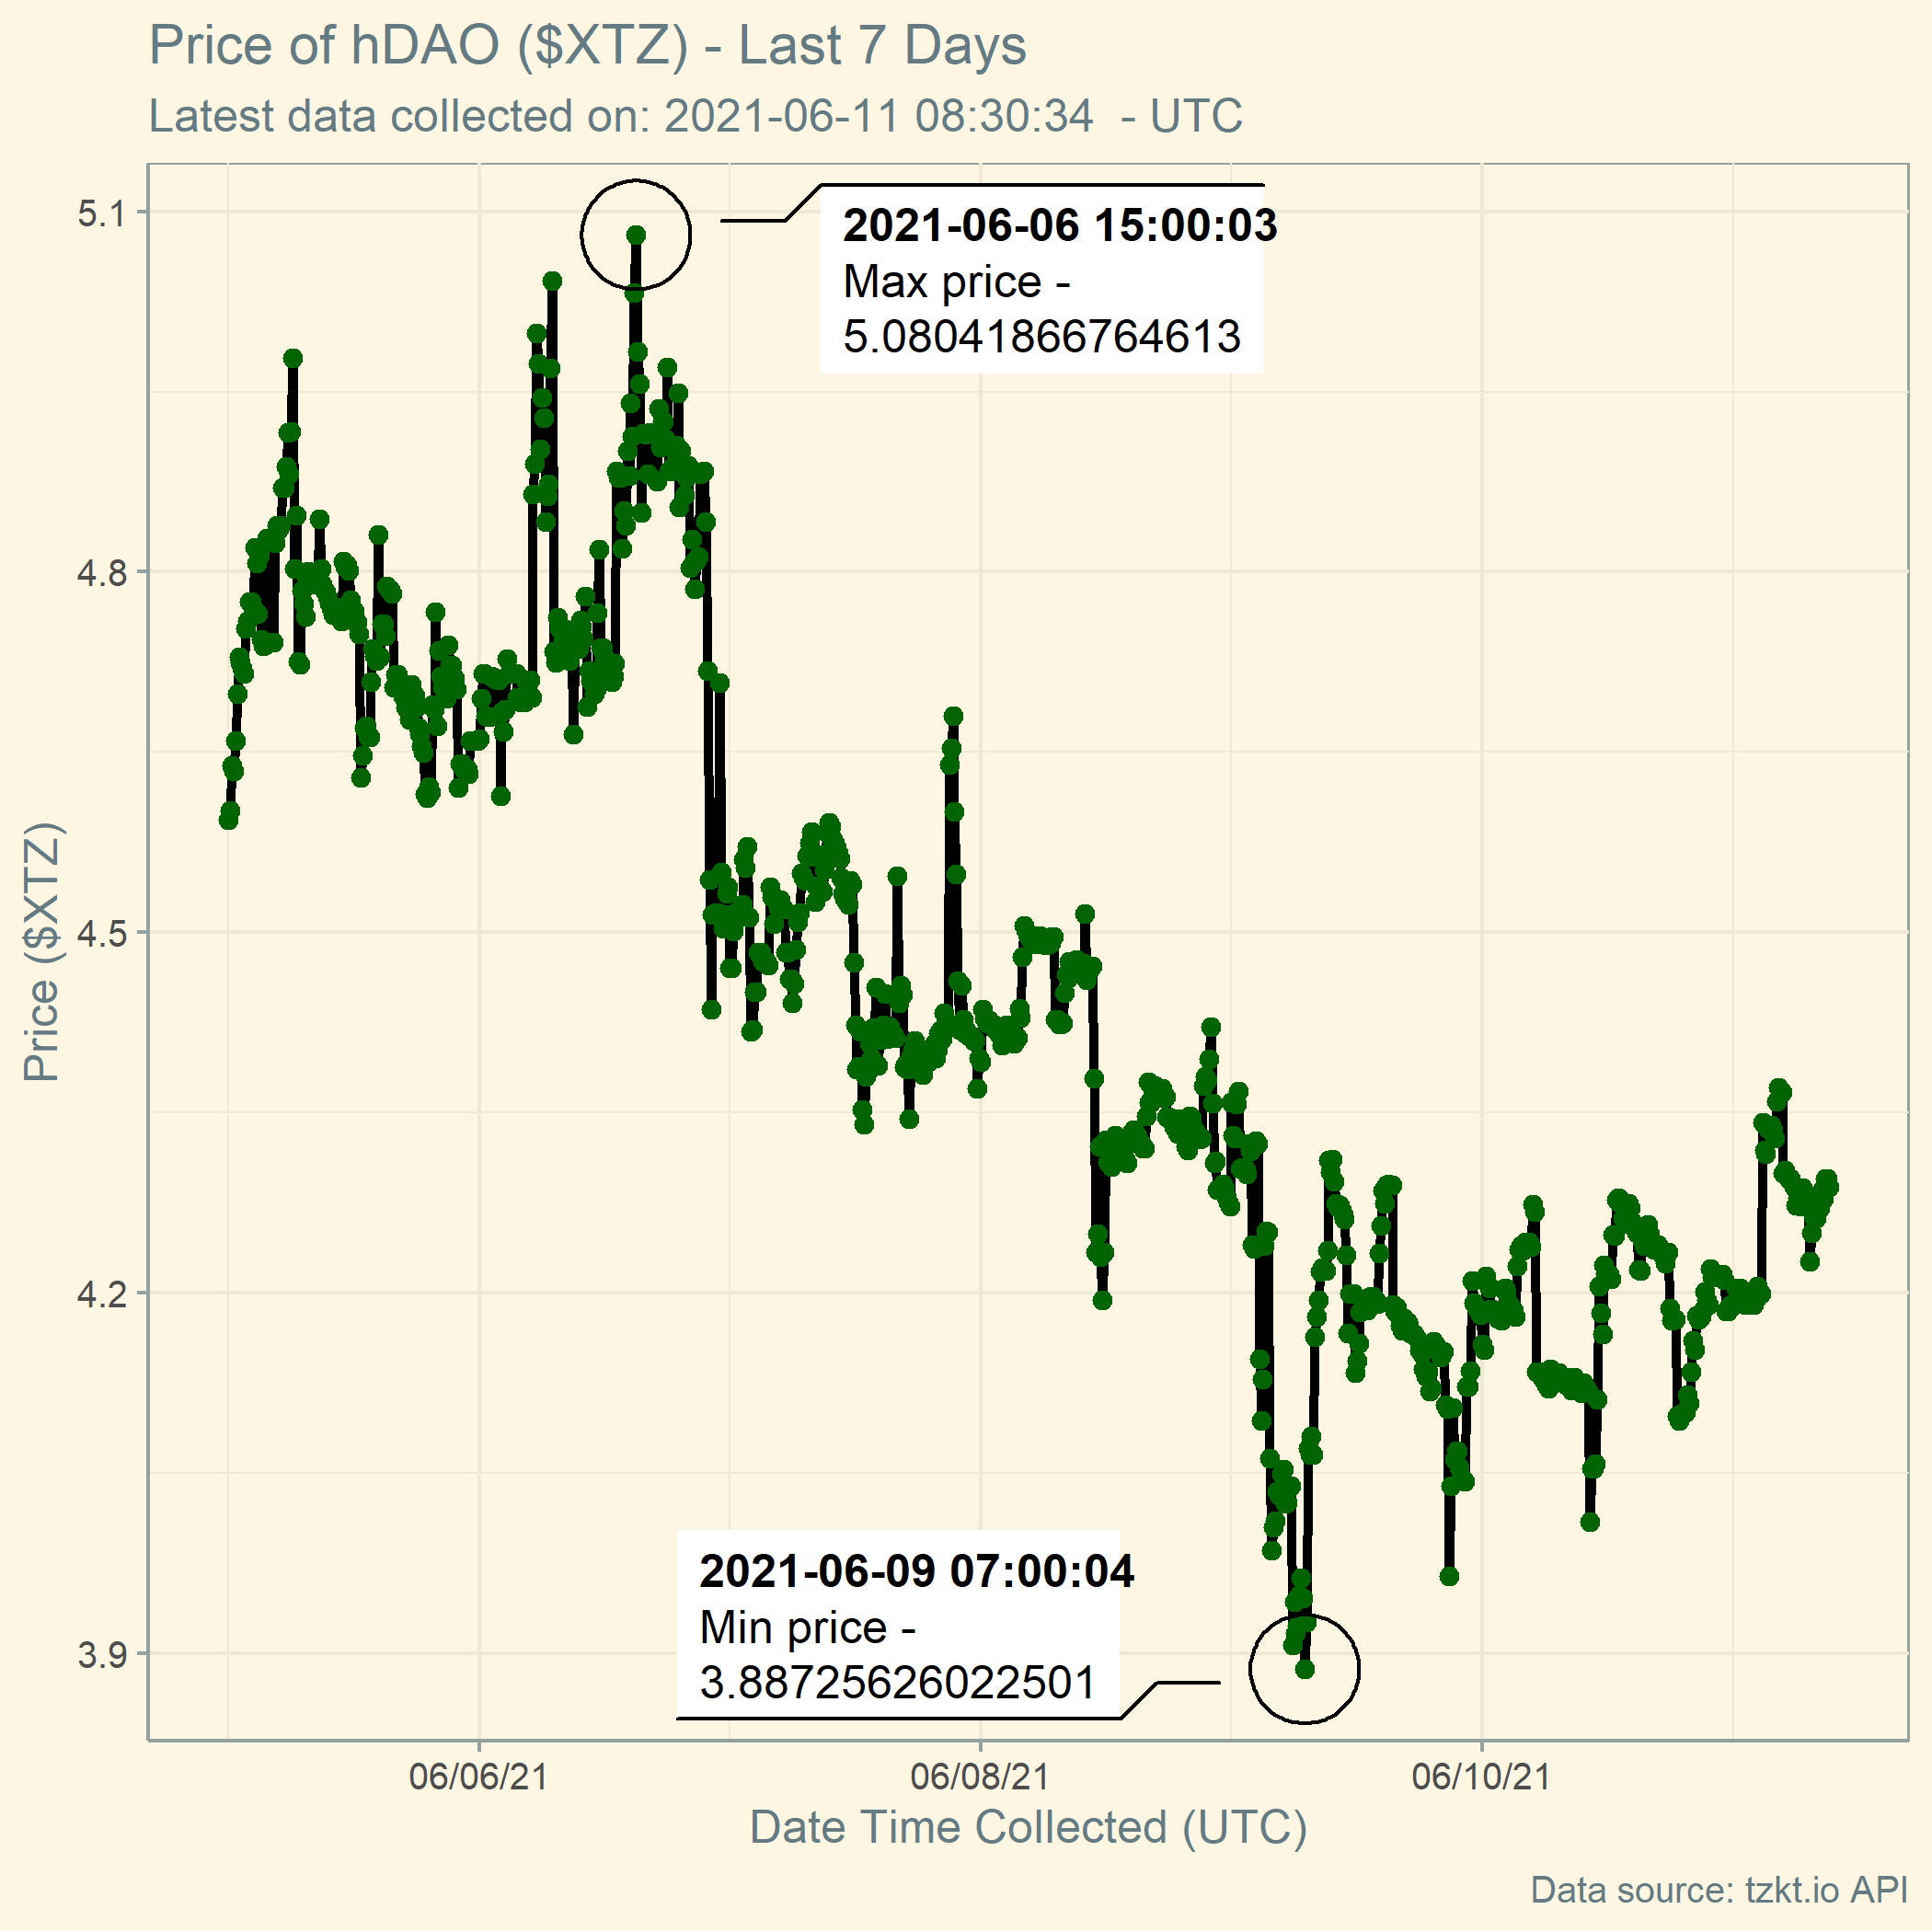 Price of hDAO ($XTZ) - Last 7 Days
Latest data collected on: 2021-06-11 08:30:34  - UTC
5.1
4.8
4.5
4.2
3.9
Price ($XTZ)
2021-06-06 15:00:03
Max price -
5.08041866764613
2021-06-09 07:00:04
Min price -
3.88725626022501
06/06/21
06/08/21
06/10/21
Date Time Collected (UTC)
Data source: tzkt.io API